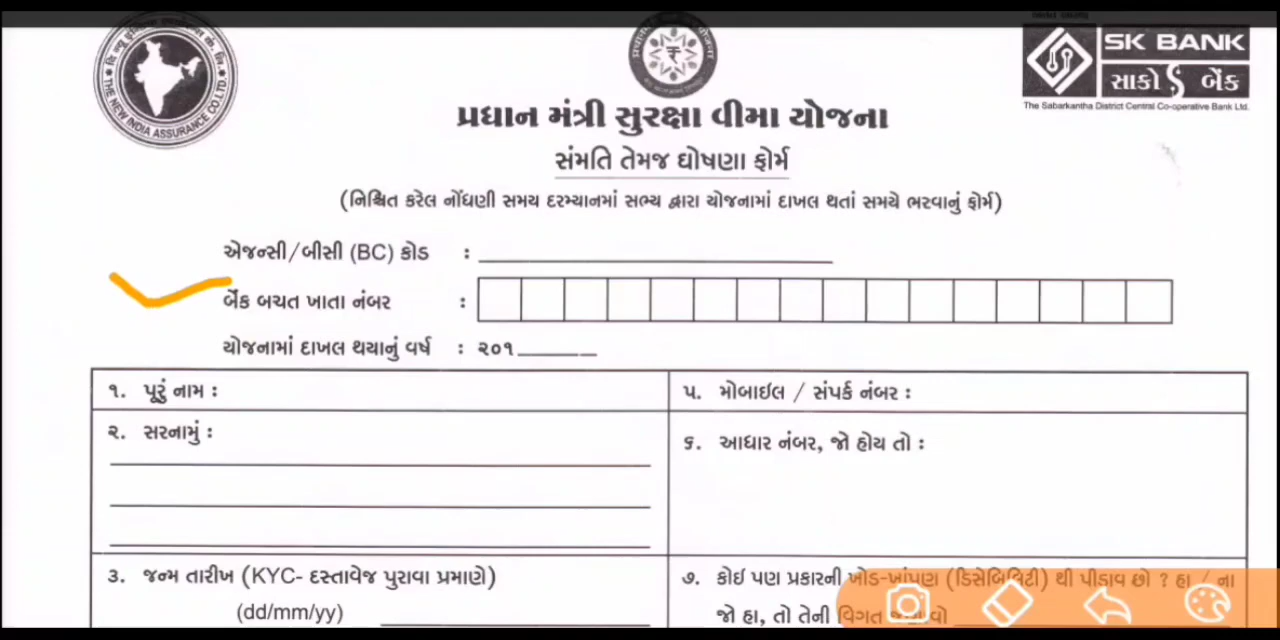 THE NEW INDIA ASSURANCE CO.LTD.
SK BANK
સાકો બેંક
The Sabarkantha District Central Co-operative Bank Ltd.
પ્રધાન મંત્રી સુરક્ષા વીમા યોજના
સંમતિ તેમજ ઘોષણા ફોર્મ
(નિશ્ચિત કરેલ નોંધણી સમય દરમ્યાનમાં સભ્ય દ્વારા યોજનામાં દાખલ થતાં સમયે ભરવાનું ફોર્મ)
એજન્સી/બીસી (BC) કોડ :
બેંક બચત ખાતા નંબર :
યોજનામાં દાખલ થયાનું વર્ષ : ૨૦૧
૧. પૂરું નામ :
૨. સરનામું :
૩. જન્મ તારીખ (KYC- દસ્તાવેજ પુરાવા પ્રમાણે)
(dd/mm/yy)
૫. મોબાઈલ / સંપર્ક નંબર :
૬. આધાર નંબર, જો હોય તો :
૭. કોઈ પણ પ્રકારની ખોડ-ખાંપણ (ડિસેબિલિટી) થી પીડાવ છો ? હા / ના
જો હા, તો તેની વિગત